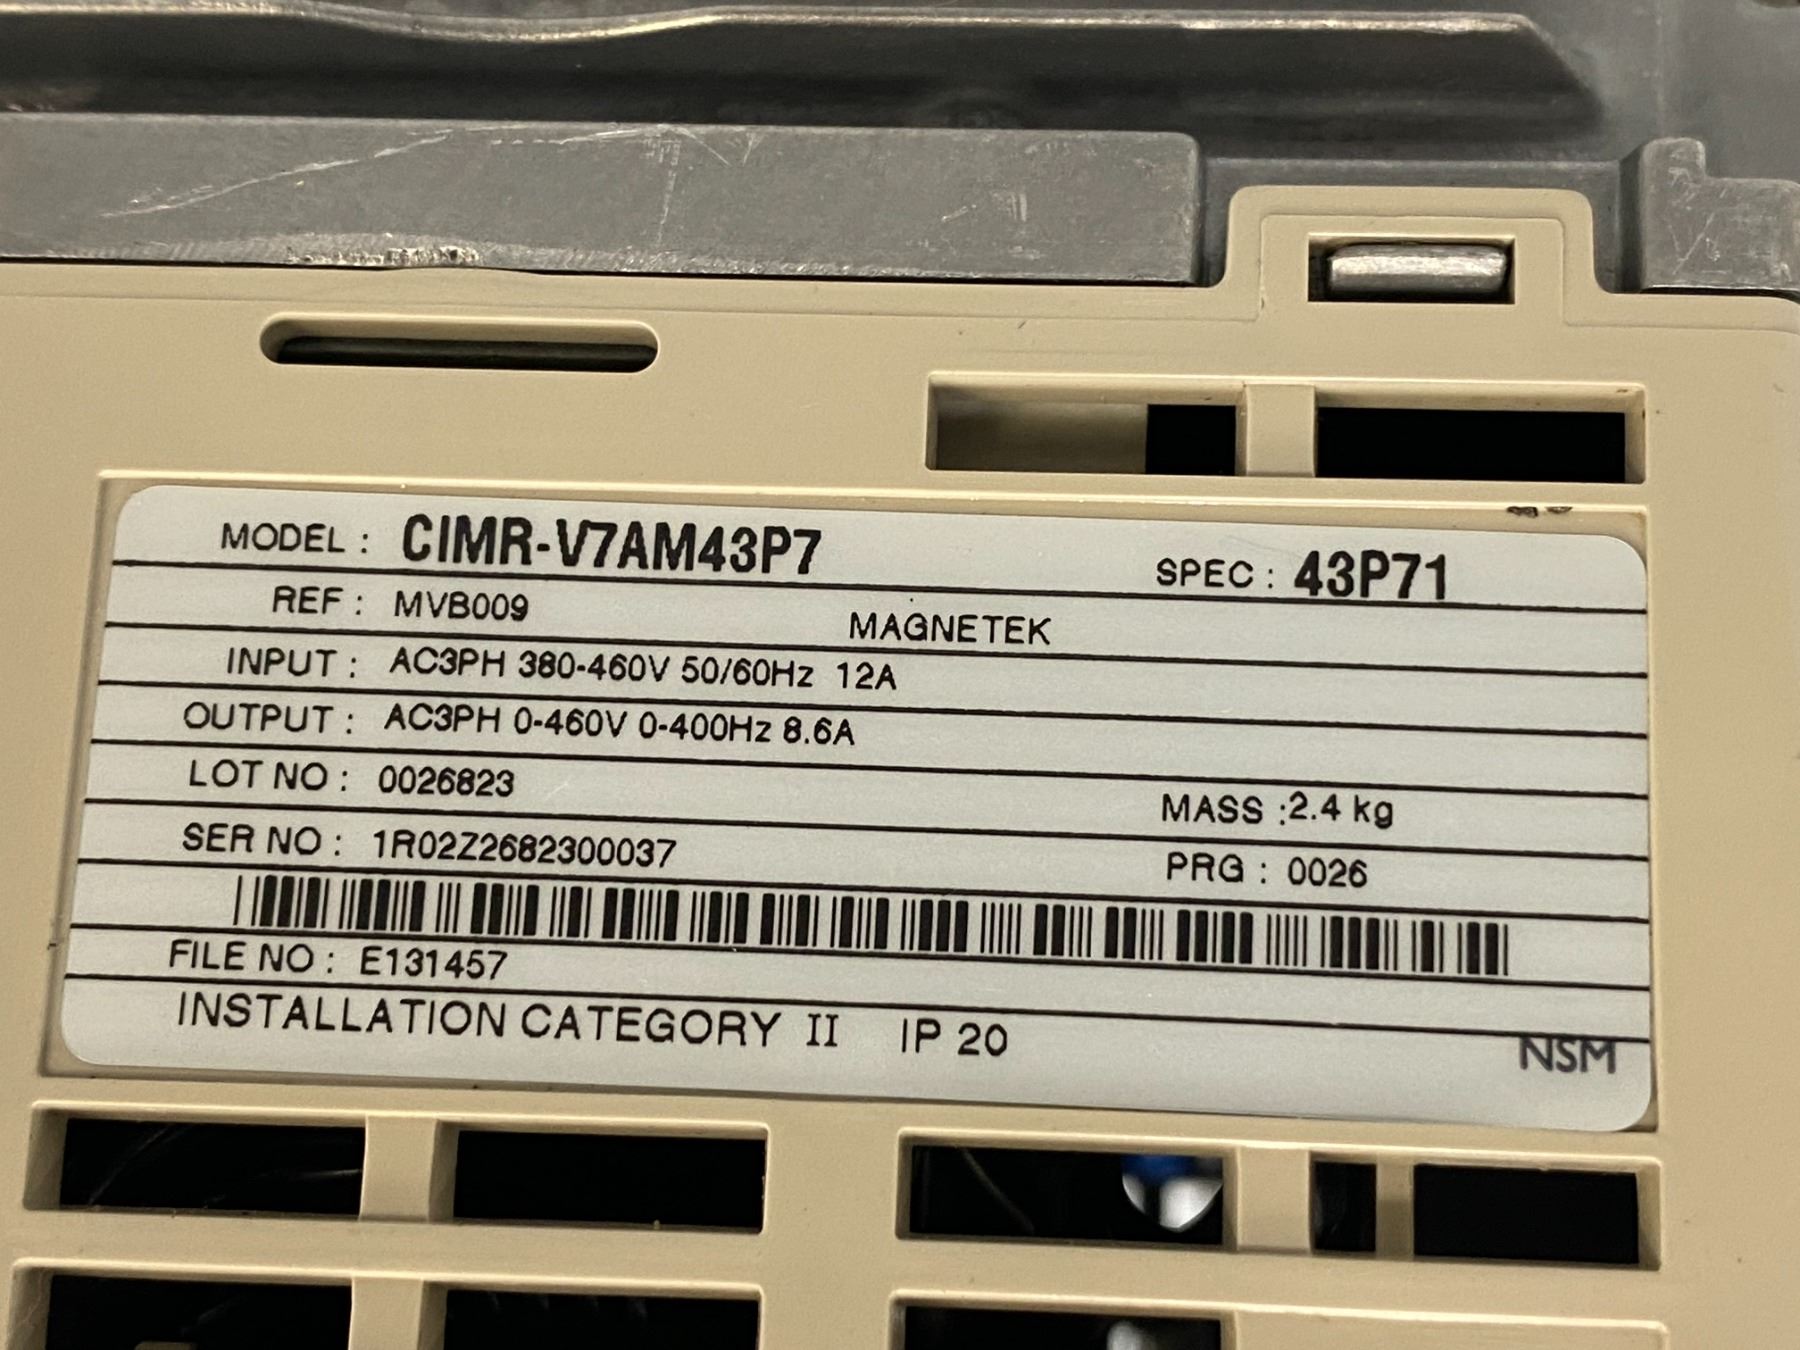 MODEL : CIMR-V7AM43P7 SPEC : 43P71
REF : MVB009 MAGNETEK
INPUT : AC3PH 380-460V 50/60Hz 12A
OUTPUT : AC3PH 0-460V 0-400Hz 8.6A
LOT NO : 0026823 MASS :2.4 kg
SER NO : 1R02Z2682300037 PRG : 0026
FILE NO : E131457
INSTALLATION CATEGORY II IP 20
NSM